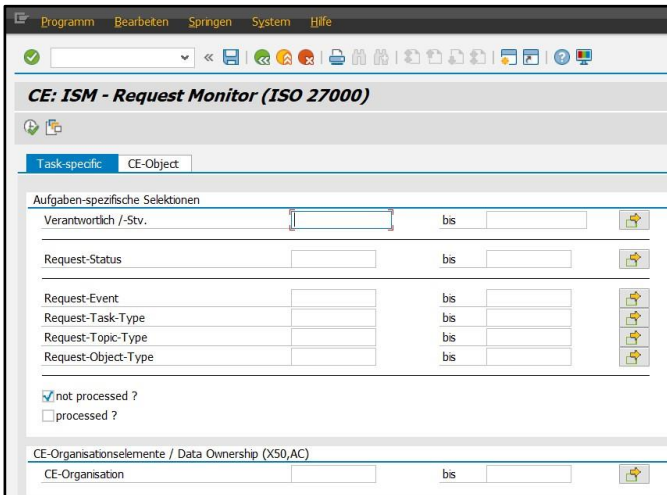 Programm Bearbeiten Springen System Hilfe
CE: ISM - Request Monitor (ISO 27000)
Task-specific CE-Object
Aufgaben-spezifische Selektionen
Verantwortlich /-Stv. bis
Request-Status bis
Request-Event bis
Request-Task-Type bis
Request-Topic-Type bis
Request-Object-Type bis
not processed ?
processed ?
CE-Organisationselemente / Data Ownership (X50,AC)
CE-Organisation bis